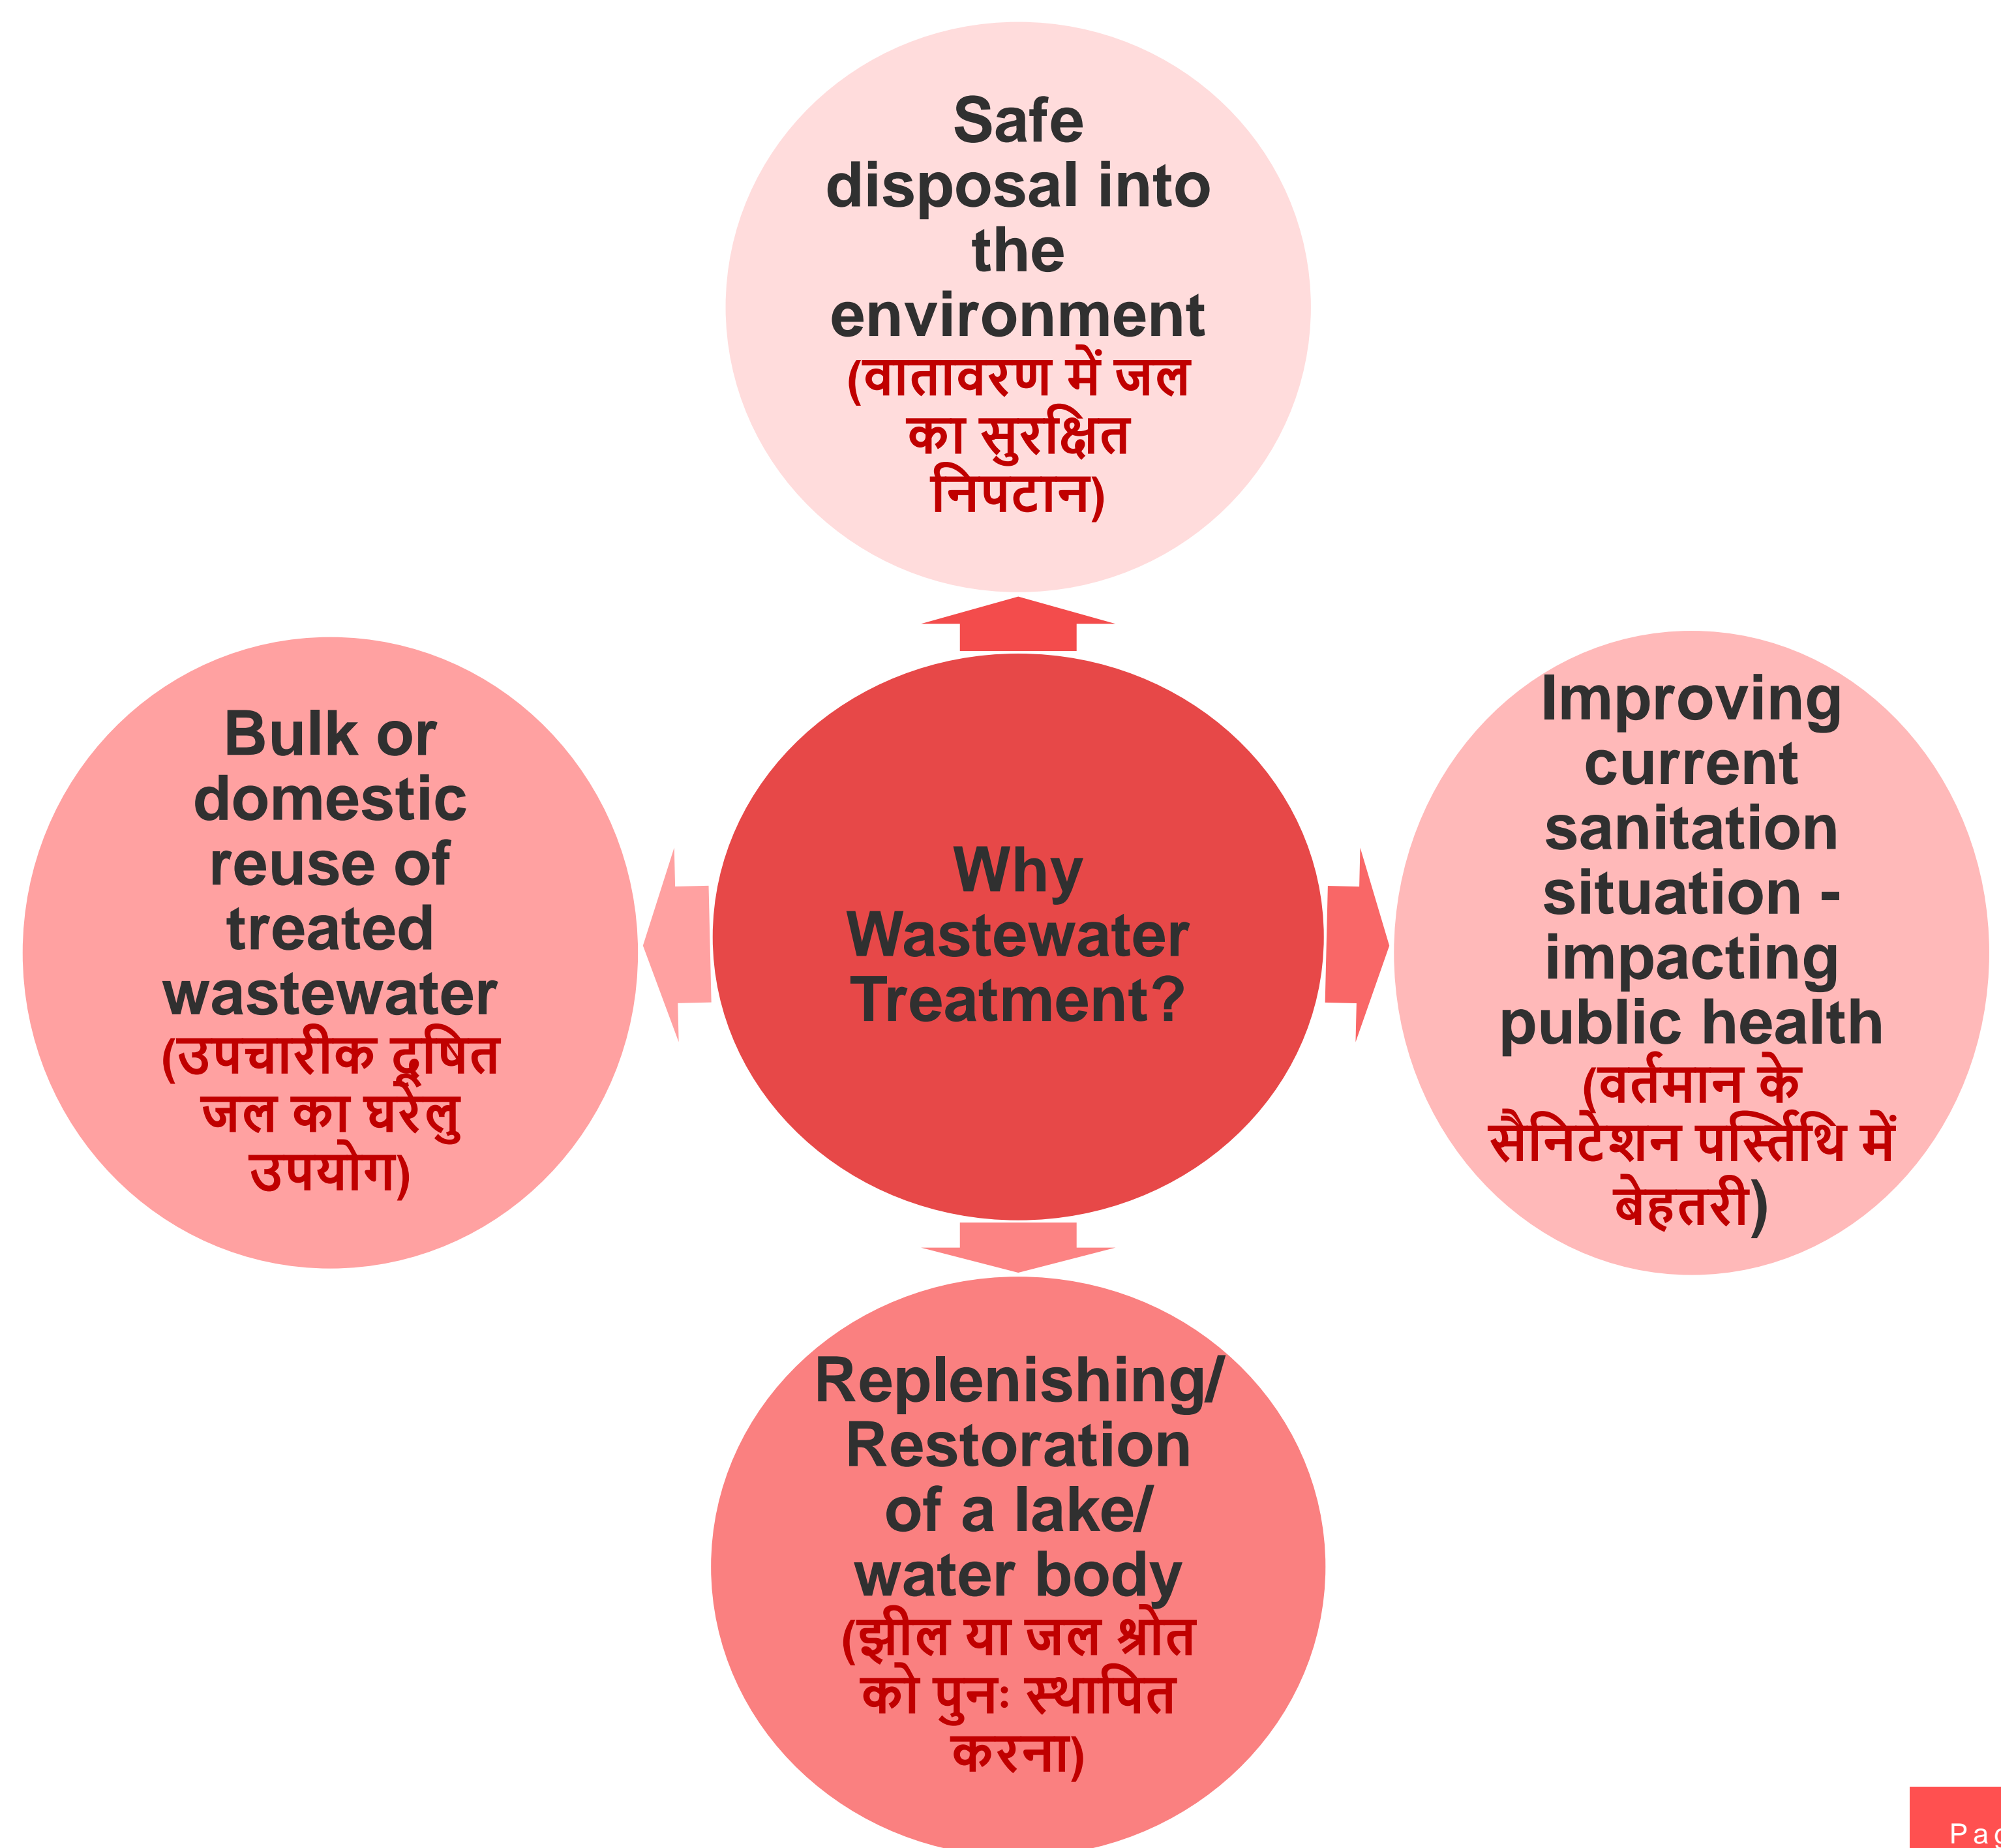 Safe
disposal into
the
environment
(वातावरण में जल
का सुरक्षित
निपटान)
Bulk or
domestic
reuse of
treated
wastewater
(उपचारीक दूषित
जल का घरेलु
उपयोग)
Why
Wastewater
Treatment?
Improving
current
sanitation
situation -
impacting
public health
(वर्तमान के
सैनिटेशन परिस्तीथि में
बेहतरी)
Replenishing/
Restoration
of a lake/
water body
(झील या जल श्रौत
को पुनः स्थापित
करना)